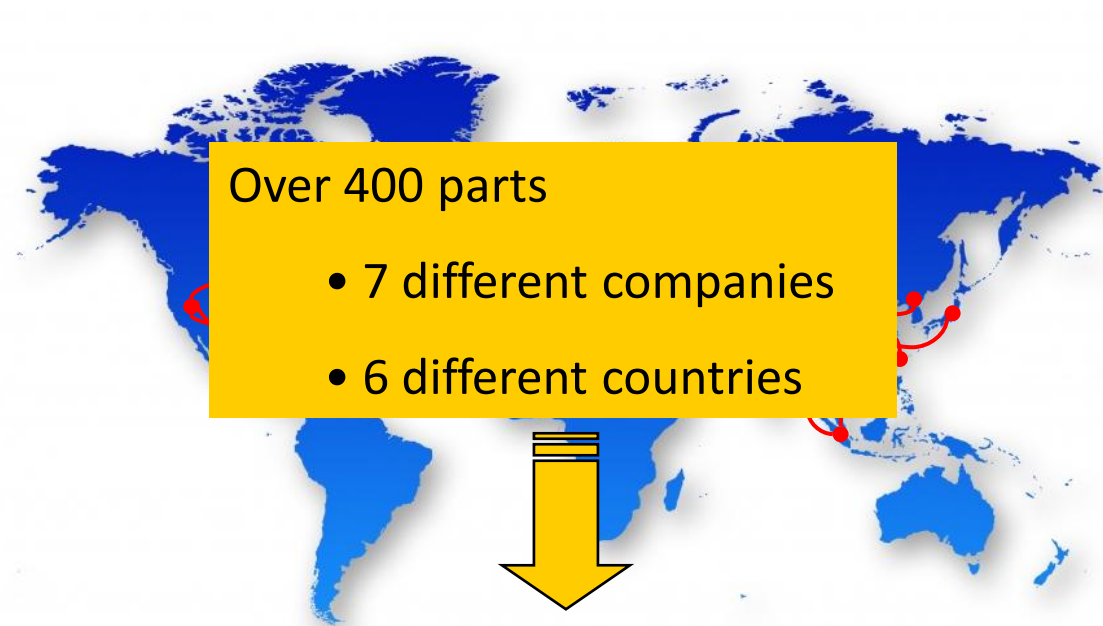 Over 400 parts
• 7 different companies
• 6 different countries